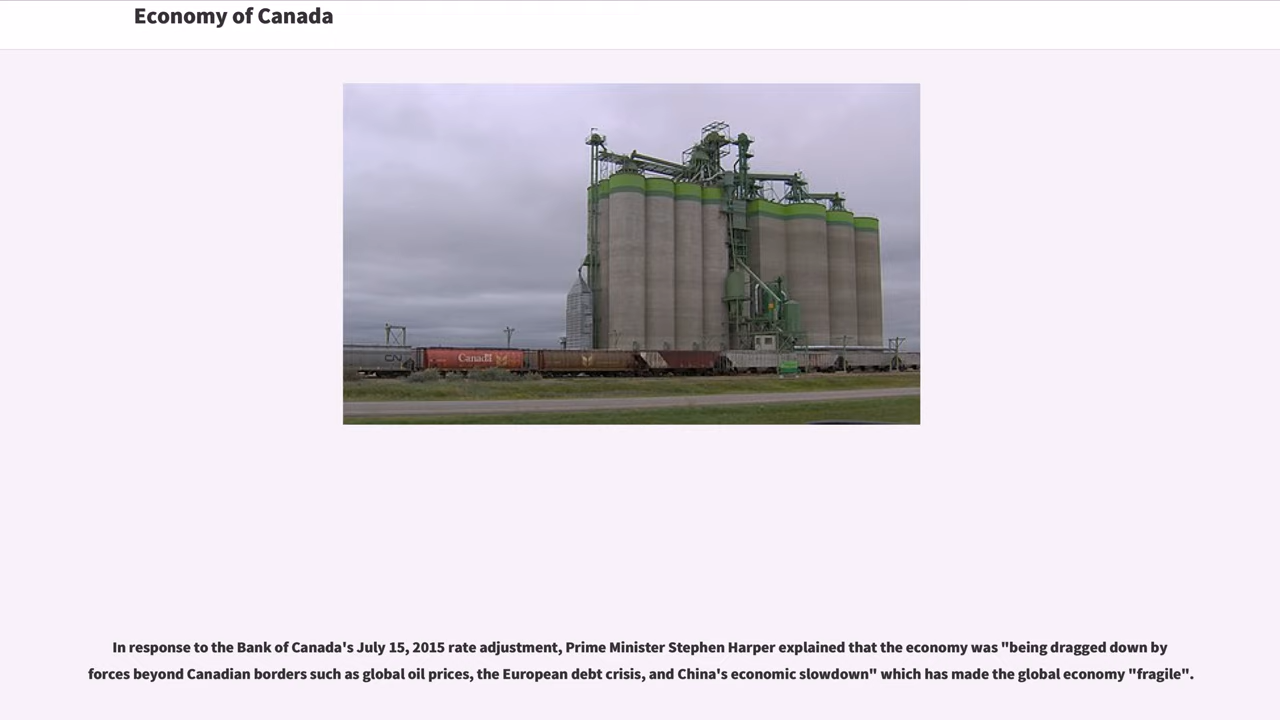 Economy of Canada
CN
Canada
In response to the Bank of Canada's July 15, 2015 rate adjustment, Prime Minister Stephen Harper explained that the economy was "being dragged down by
forces beyond Canadian borders such as global oil prices, the European debt crisis, and China's economic slowdown" which has made the global economy "fragile".